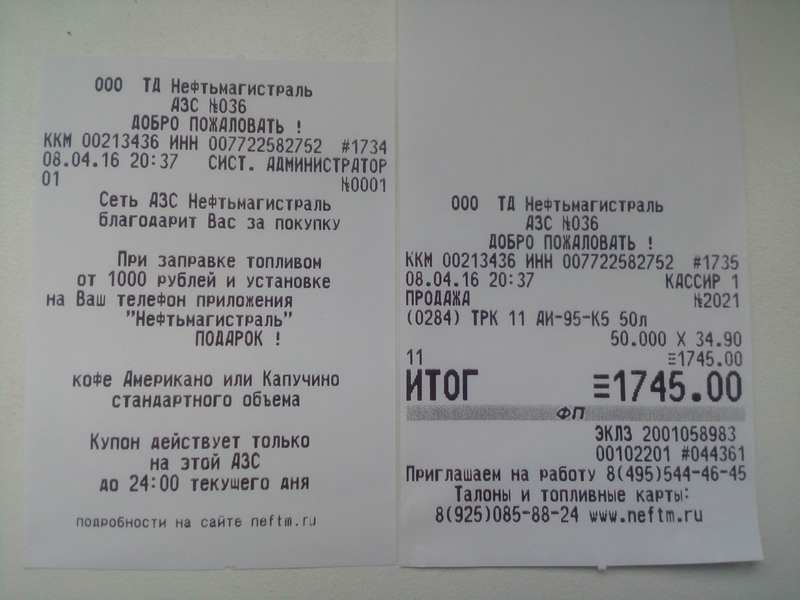 ООО ТД Нефтьмагистраль
АЗС №036
ДОБРО ПОЖАЛОВАТЬ !
ККМ 00213436 ИНН 007722582752 #1734
08.04.16 20:37 СИСТ. АДМИНИСТРАТОР
01 №0001
Сеть АЗС Нефтьмагистраль
благодарит Вас за покупку
При заправке топливом
от 1000 рублей и установке
на Ваш телефон приложения
"Нефтьмагистраль"
ПОДАРОК !
кофе Американо или Капучино
стандартного объема
Купон действует только
на этой АЗС
до 24:00 текущего дня
подробности на сайте neftm.ru
ООО ТД Нефтьмагистраль
АЗС №036
ДОБРО ПОЖАЛОВАТЬ !
ККМ 00213436 ИНН 007722582752 #1735
08.04.16 20:37 КАССИР 1
ПРОДАЖА №2021
(0284) ТРК 11 АИ-95-К5 50л
50.000 X 34.90
11 ≡1745.00
ИТОГ ≡1745.00
ФП
ЭКЛЗ 2001058983
00102201 #044361
Приглашаем на работу 8(495)544-46-45
Талоны и топливные карты:
8(925)085-88-24 www.neftm.ru